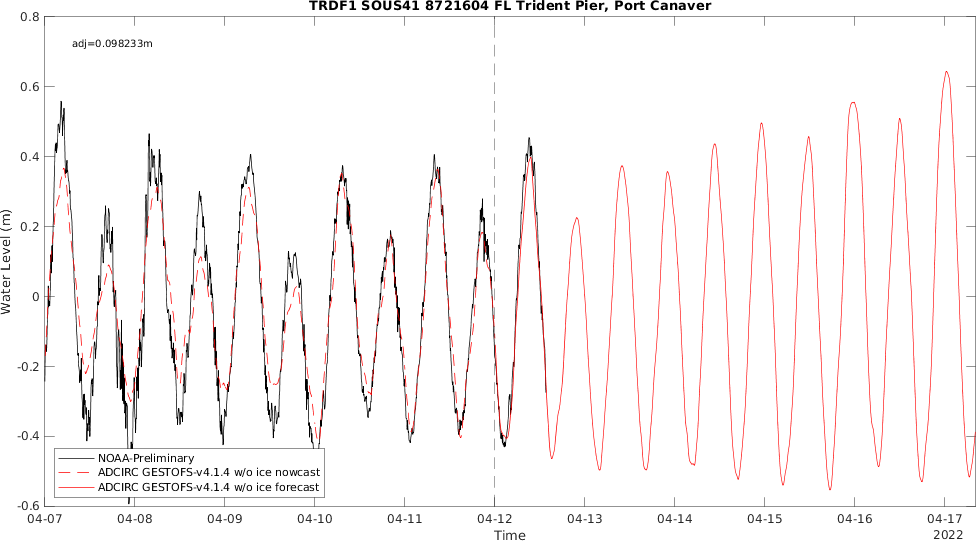 TRDF1 SOUS41 8721604 FL Trident Pier, Port Canaver
adj=0.098233m
Water Level (m)
0.8
0.6
0.4
0.2
0
-0.2
-0.4
-0.6
NOAA-Preliminary
ADCIRC GESTOFS-v4.1.4 w/o ice nowcast
ADCIRC GESTOFS-v4.1.4 w/o ice forecast
04-07 04-08 04-09 04-10 04-11 04-12 04-13 04-14 04-15 04-16 04-17
Time 2022